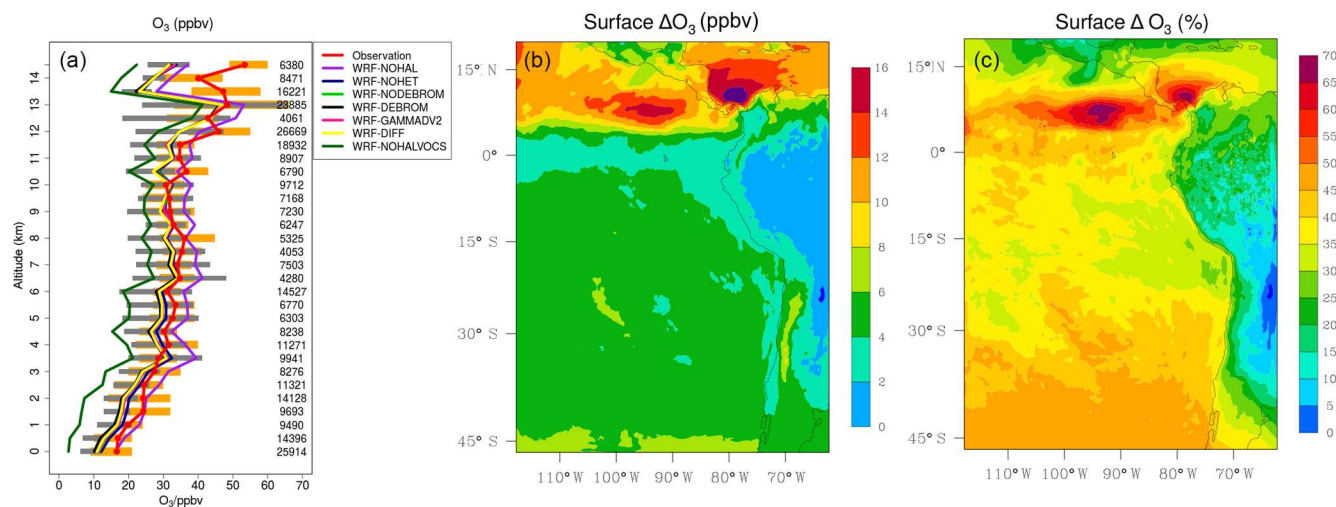 O₃ (ppbv)
(a)
Observation
WRF-NOHAL
WRF-NOHET
WRF-NODEBROM
WRF-DEBROM
WRF-GAMMADV2
WRF-DIFF
WRF-NOHALVOCS
Altitude (km)
14
13
12
11
10
9
8
7
6
5
4
3
2
1
0
6380
8471
16221
23885
4061
26669
18932
8907
6790
9712
7168
7230
6247
5325
4053
7503
4280
14527
6770
6303
8238
11271
9941
8276
11321
14128
9693
9490
14396
25914
0 10 20 30 40 50 60 70
O₃/ppbv
Surface ΔO₃ (ppbv)
(b)
15°N
0°
15° S
30° S
45° S
110° W 100° W 90° W 80° W 70° W
16
14
12
10
8
6
4
2
0
Surface Δ O₃ (%)
(c)
15°N
0°
15° S
30° S
45° S
110° W 100° W 90° W 80° W 70° W
70
65
60
55
50
45
40
35
30
25
20
15
10
5
0